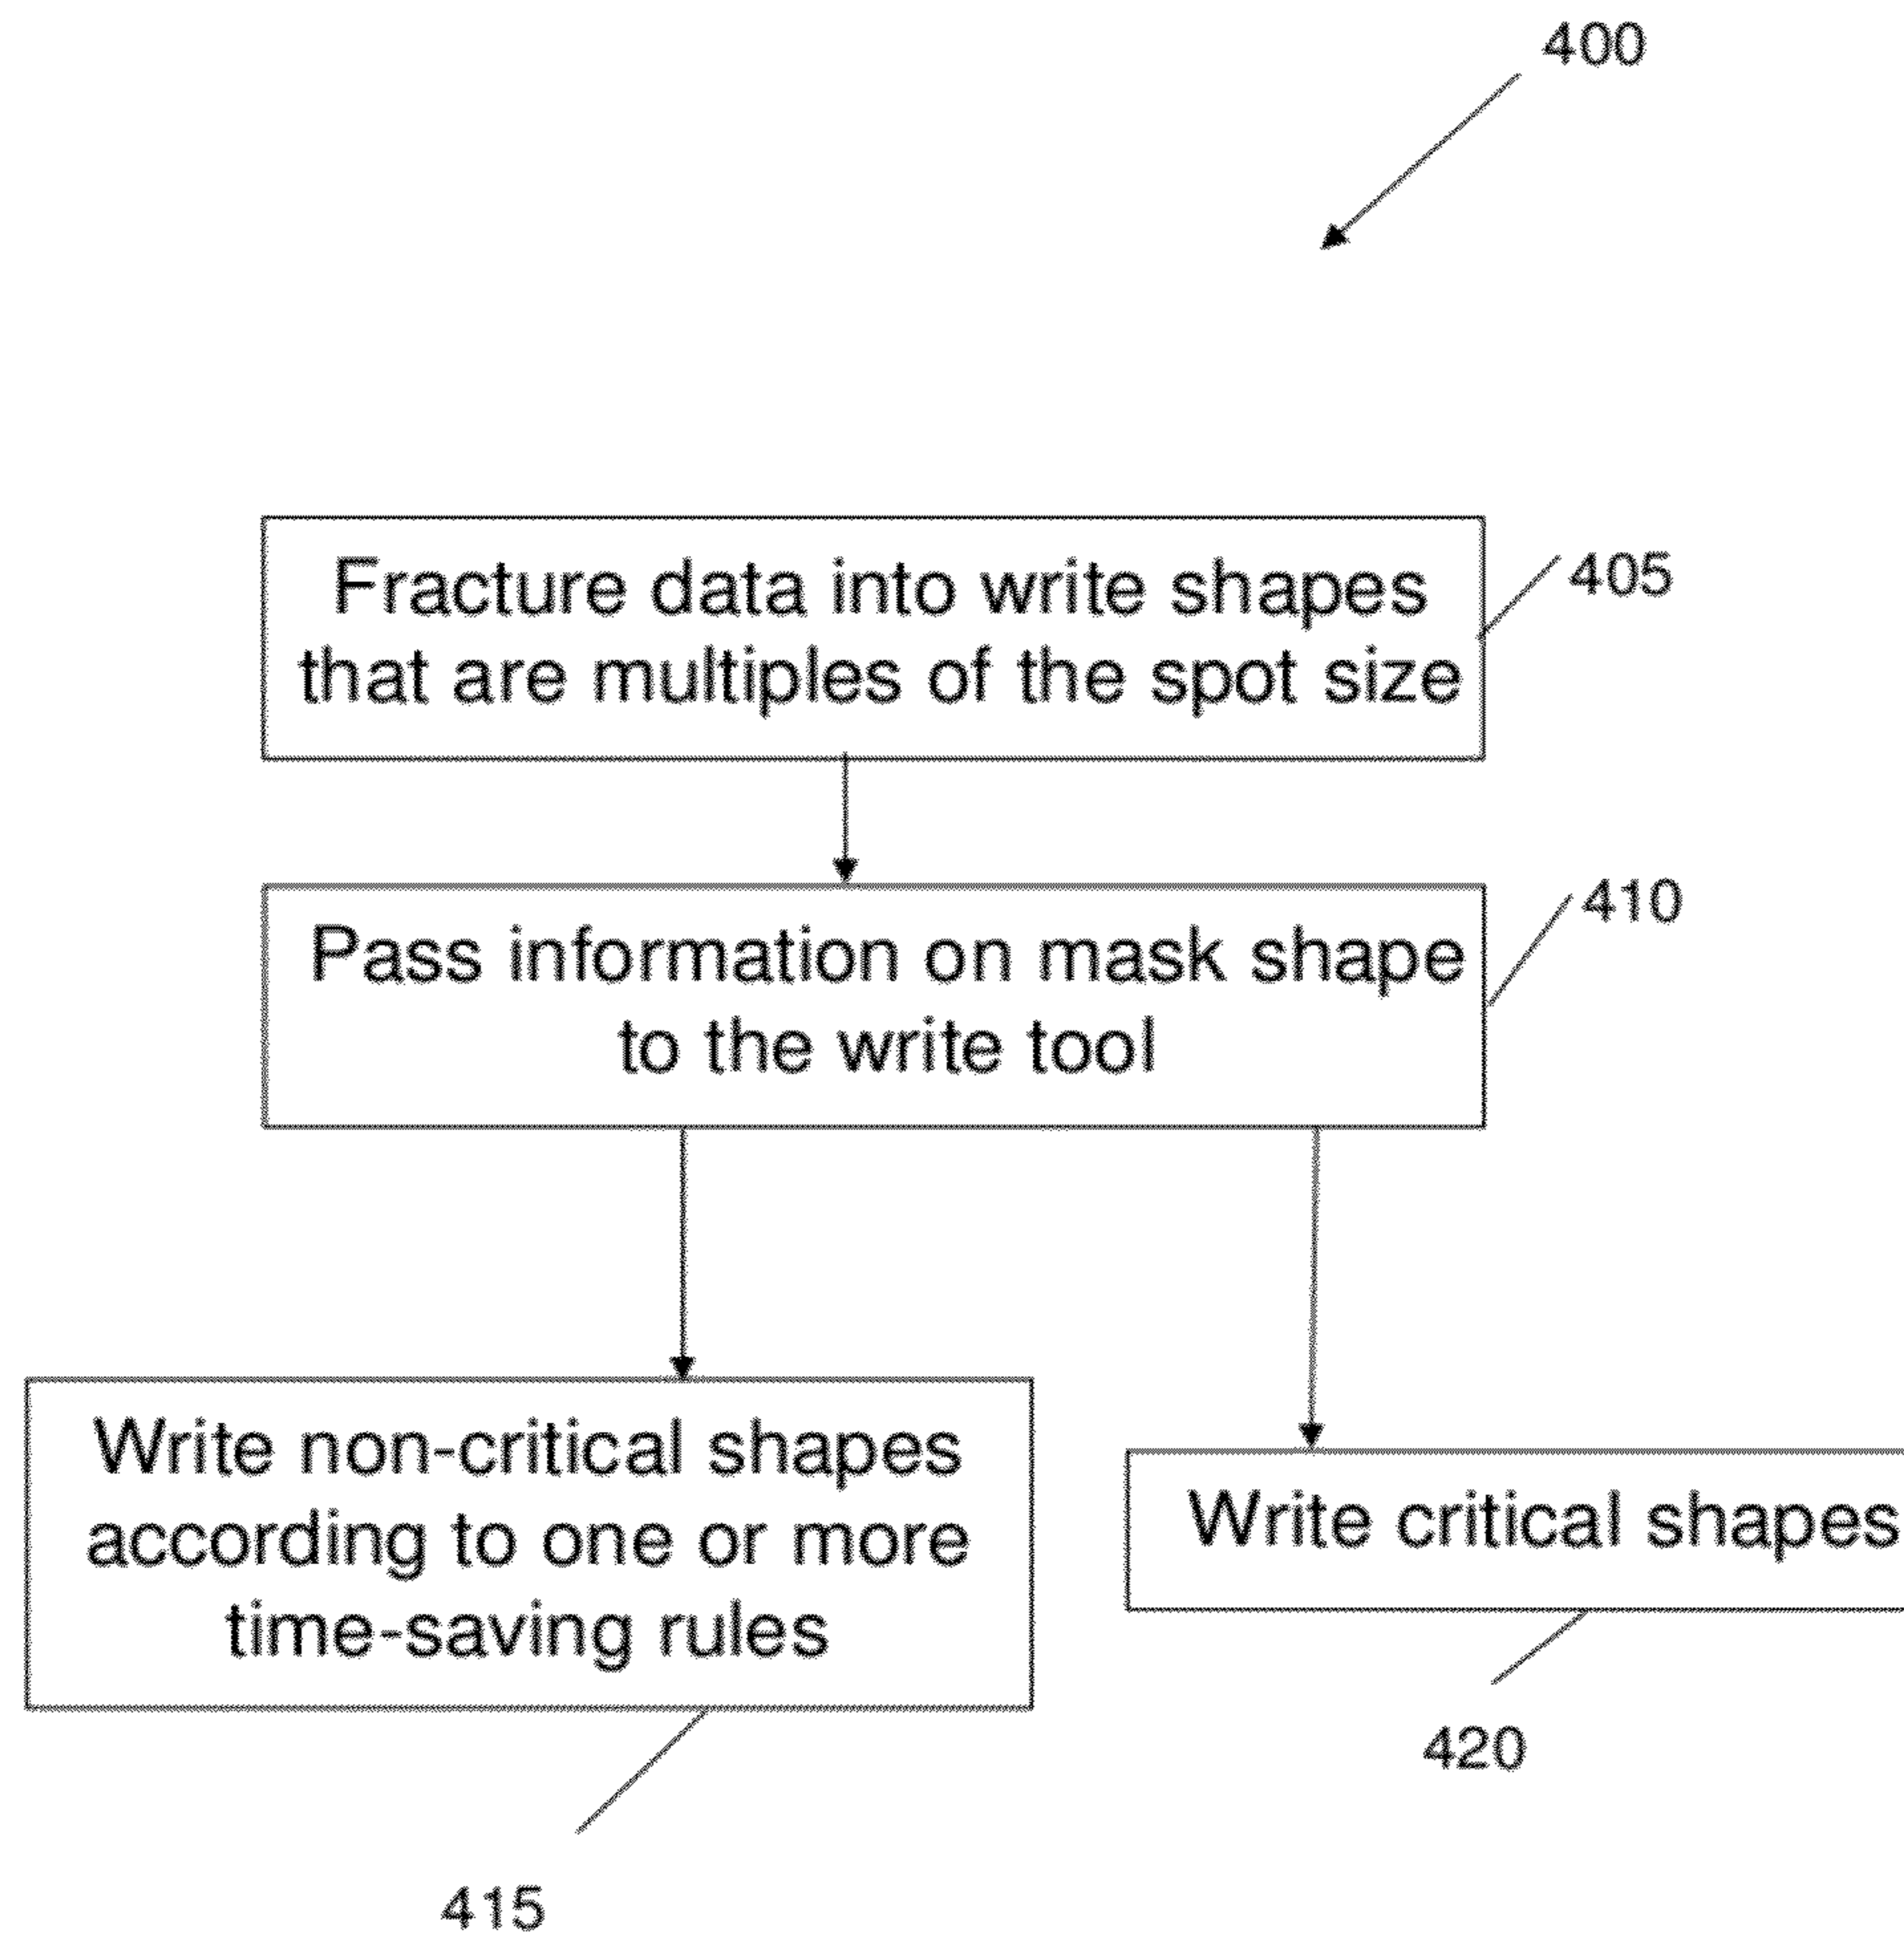 400
Fracture data into write shapes
that are multiples of the spot size
405
Pass information on mask shape
to the write tool
410
Write non-critical shapes
according to one or more
time-saving rules
415
Write critical shapes
420